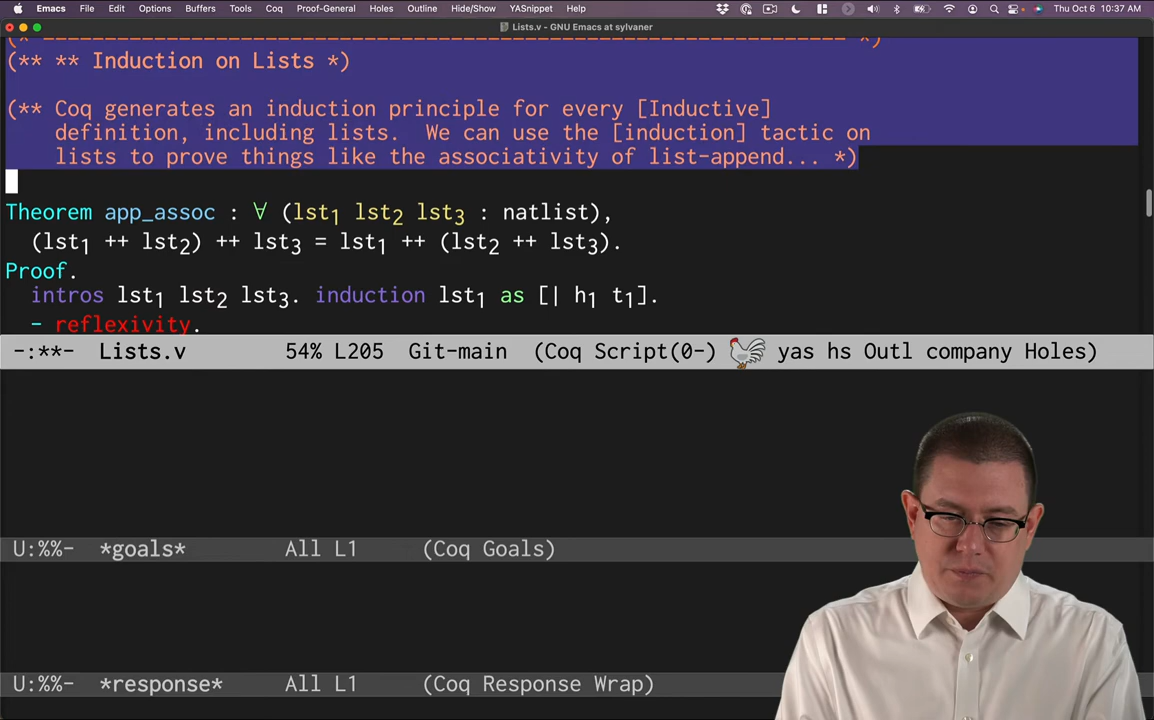 Emacs File Edit Options Buffers Tools Coq Proof-General Holes Outline Hide/Show YASnippet Help Thu Oct 6 10:37 AM
Lists.v - GNU Emacs at sylvaner
(** ** Induction on Lists *)
(** Coq generates an induction principle for every [Inductive]
definition, including lists. We can use the [induction] tactic on
lists to prove things like the associativity of list-append... *)
Theorem app_assoc : ∀ (lst₁ lst₂ lst₃ : natlist),
(lst₁ ++ lst₂) ++ lst₃ = lst₁ ++ (lst₂ ++ lst₃).
Proof.
intros lst₁ lst₂ lst₃. induction lst₁ as [| h₁ t₁].
- reflexivity.
-:**- Lists.v 54% L205 Git-main (Coq Script(0-) yas hs Outl company Holes)
U:%%- *goals* All L1 (Coq Goals)
U:%%- *response* All L1 (Coq Response Wrap)